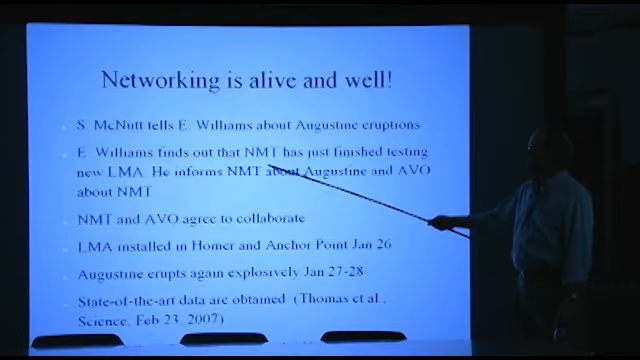 Networking is alive and well!
S. McNutt tells E. Williams about Augustine eruptions
E. Williams finds out that NMT has just finished testing
new LMA. He informs NMT about Augustine and AVO
about NMT
NMT and AVO agree to collaborate
LMA installed in Homer and Anchor Point Jan 26
Augustine erupts again explosively Jan 27-28
State-of-the-art data are obtained (Thomas et al.,
Science, Feb 23, 2007)